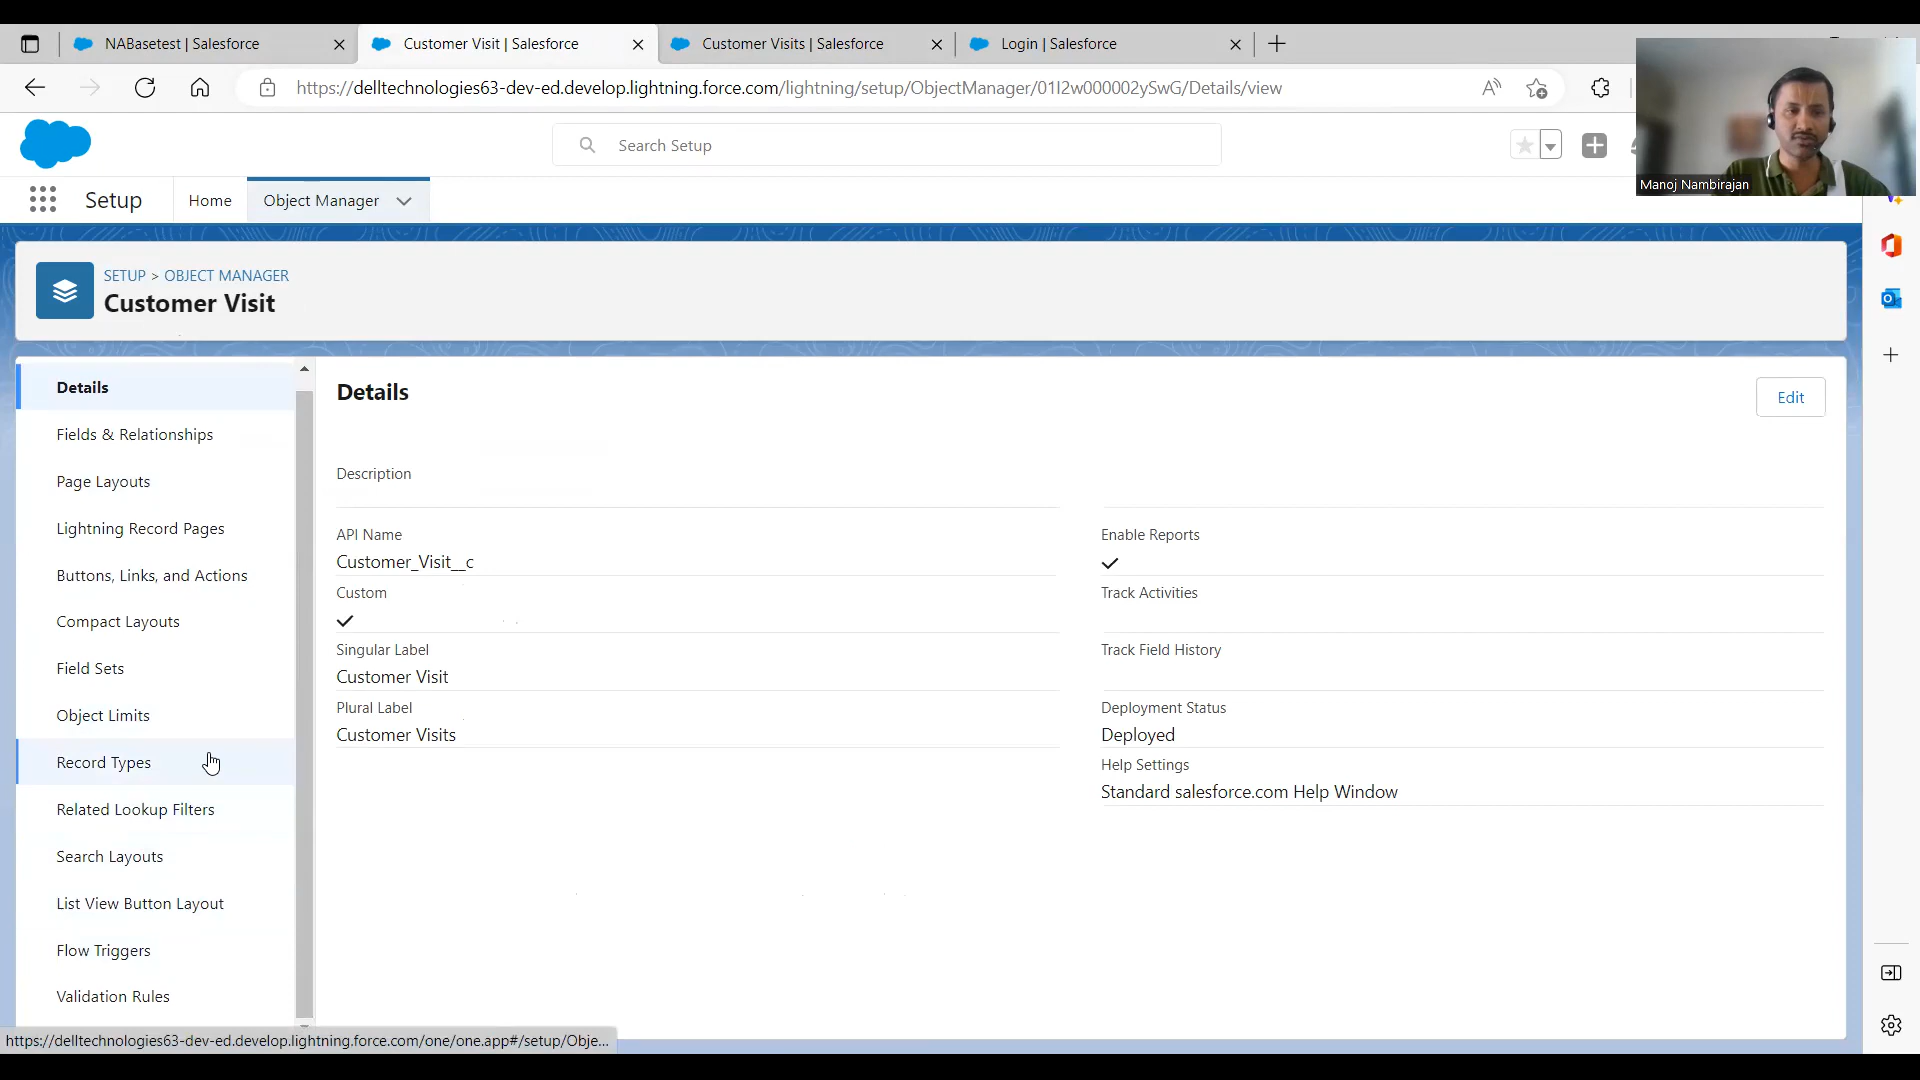 NABasetest | Salesforce
Customer Visit | Salesforce
Customer Visits | Salesforce
Login | Salesforce
https://delltechnologies63-dev-ed.develop.lightning.force.com/lightning/setup/ObjectManager/01I2w000002ySwG/Details/view
Search Setup
Manoj Nambirajan
Setup
Home
Object Manager
SETUP > OBJECT MANAGER
Customer Visit
Details
Fields & Relationships
Page Layouts
Lightning Record Pages
Buttons, Links, and Actions
Compact Layouts
Field Sets
Object Limits
Record Types
Related Lookup Filters
Search Layouts
List View Button Layout
Flow Triggers
Validation Rules
Details
Edit
Description
API Name
Customer_Visit__c
Custom
Singular Label
Customer Visit
Plural Label
Customer Visits
Enable Reports
Track Activities
Track Field History
Deployment Status
Deployed
Help Settings
Standard salesforce.com Help Window
https://delltechnologies63-dev-ed.develop.lightning.force.com/one/one.app#/setup/Obje...